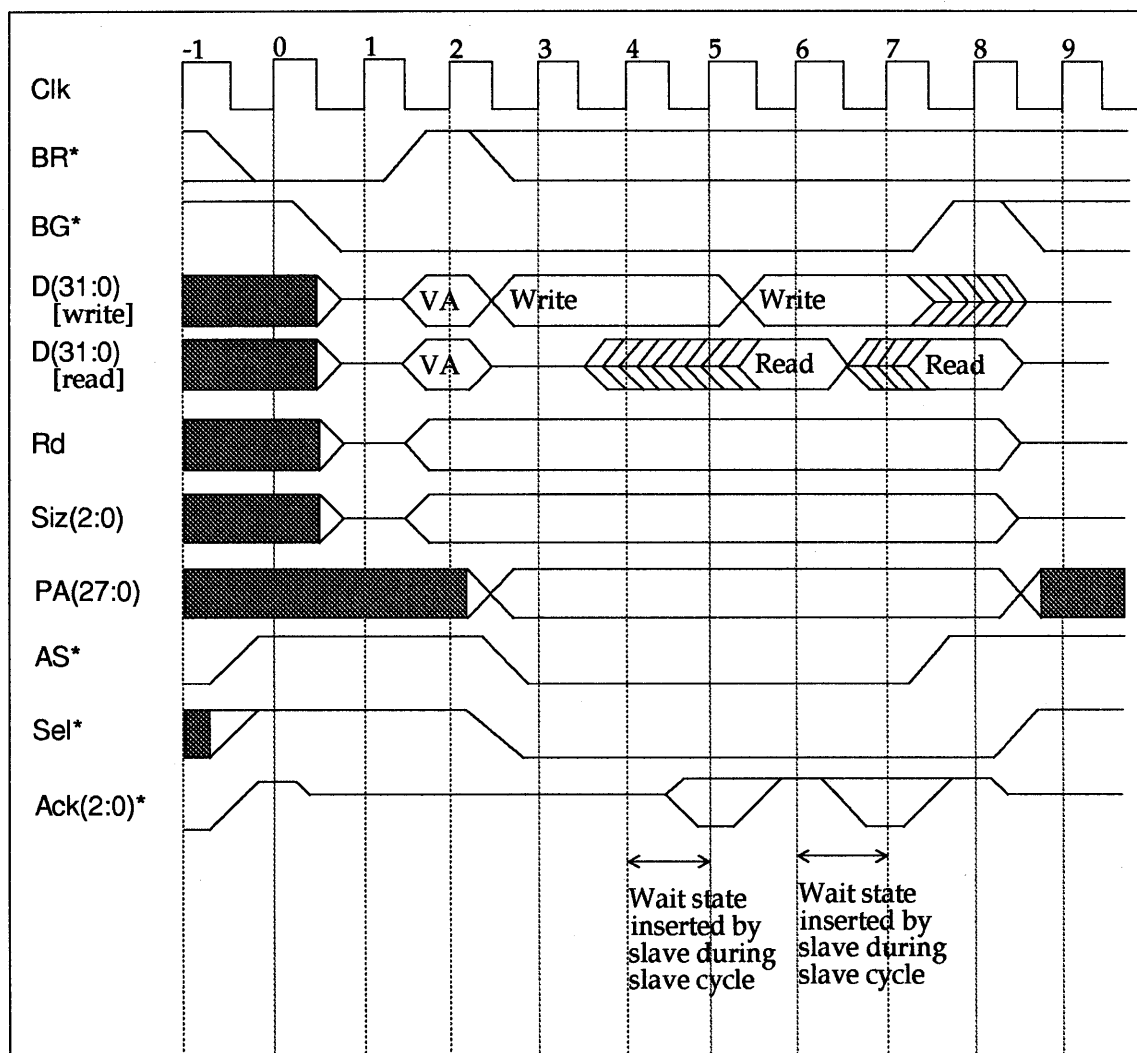 -1 0 1 2 3 4 5 6 7 8 9
Clk
BR*
BG*
D(31:0) VA Write Write
[write]
D(31:0) VA Read Read
[read]
Rd
Siz(2:0)
PA(27:0)
AS*
Sel*
Ack(2:0)*
Wait state
inserted by
slave during
slave cycle
Wait state
inserted by
slave during
slave cycle